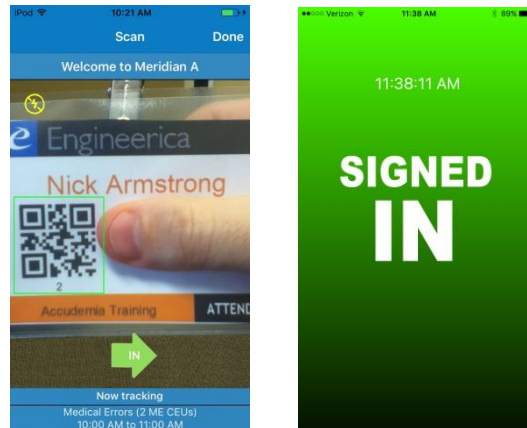 iPod 10:21 AM
Scan Done
Welcome to Meridian A
e Engineerica
Nick Armstrong
2
Accudemia Training ATTEND
IN
Now tracking
Medical Errors (2 ME CEUs)
10:00 AM to 11:00 AM
Verizon 11:38 AM 89%
11:38:11 AM
SIGNED
IN